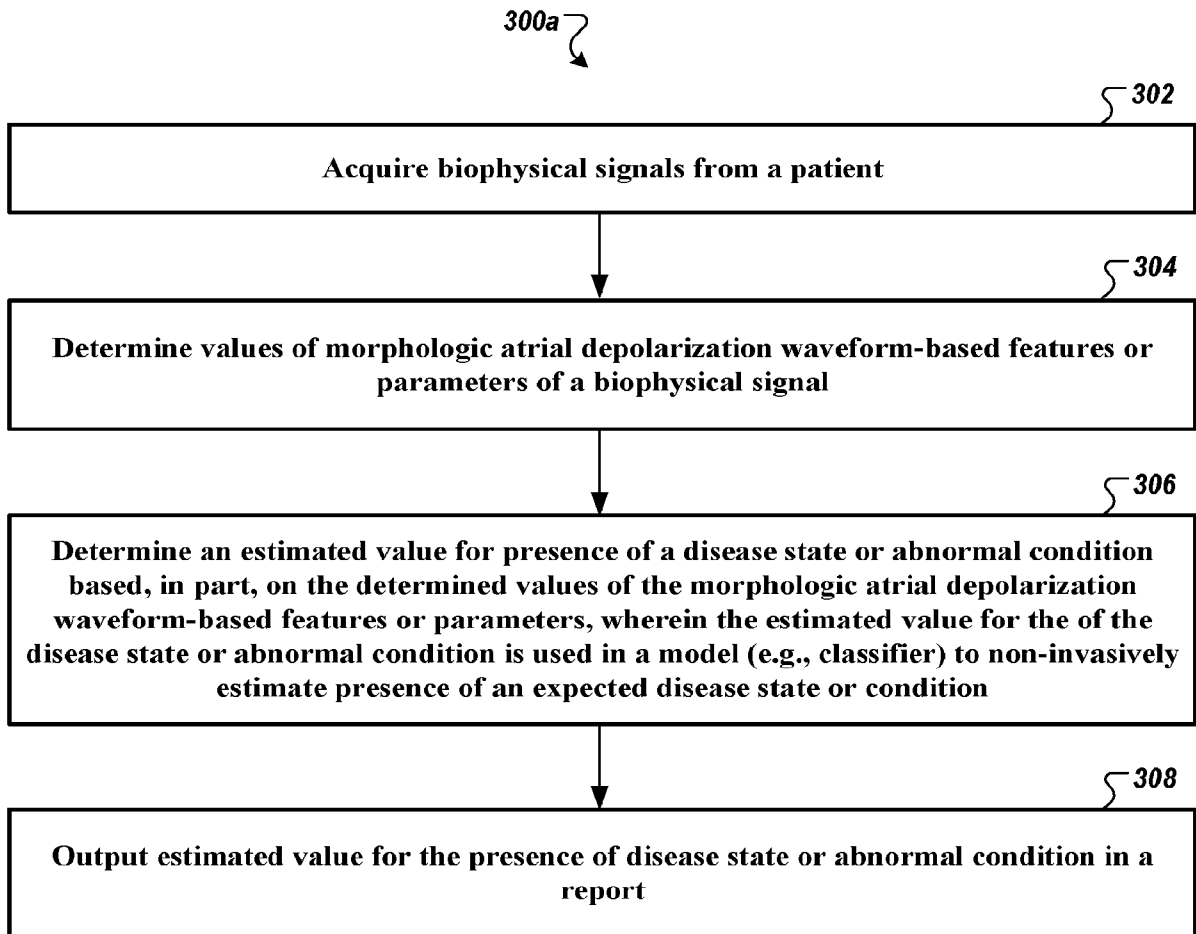 300a
302
Acquire biophysical signals from a patient
304
Determine values of morphologic atrial depolarization waveform-based features or
parameters of a biophysical signal
306
Determine an estimated value for presence of a disease state or abnormal condition
based, in part, on the determined values of the morphologic atrial depolarization
waveform-based features or parameters, wherein the estimated value for the of the
disease state or abnormal condition is used in a model (e.g., classifier) to non-invasively
estimate presence of an expected disease state or condition
308
Output estimated value for the presence of disease state or abnormal condition in a
report